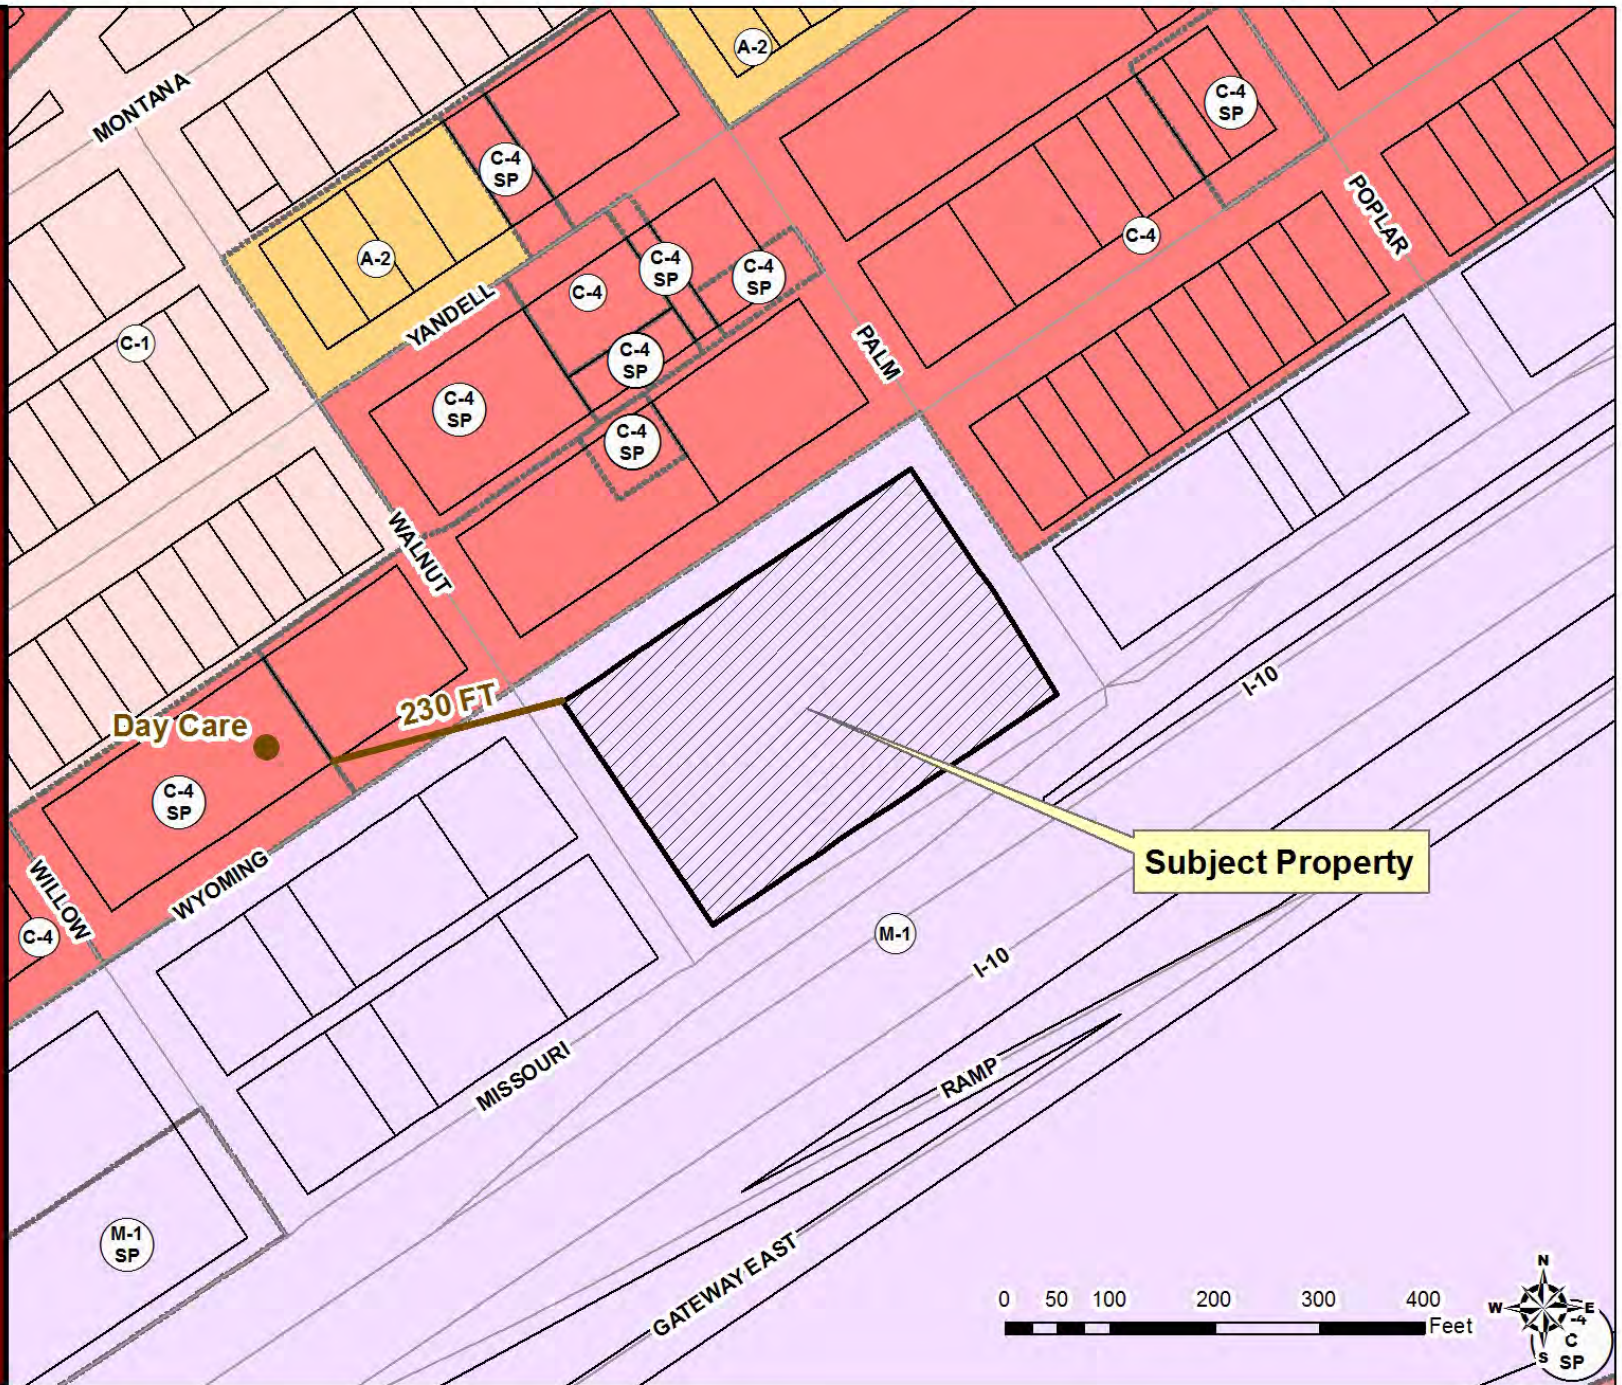 A-2
MONTANA
C-4
SP
C-4
SP
POPLAR
C-4
A-2
C-4
SP
C-4
SP
C-4
YANDELL
C-1
PALM
C-4
SP
C-4
SP
C-4
SP
WALNUT
I-10
230 FT
Day Care
C-4
SP
Subject Property
WILLOW
WYOMING
C-4
M-1
I-10
MISSOURI
RAMP
M-1
SP
GATEWAY EAST
N
W
E
S
0 50 100 200 300 400
Feet
-4
C
SP